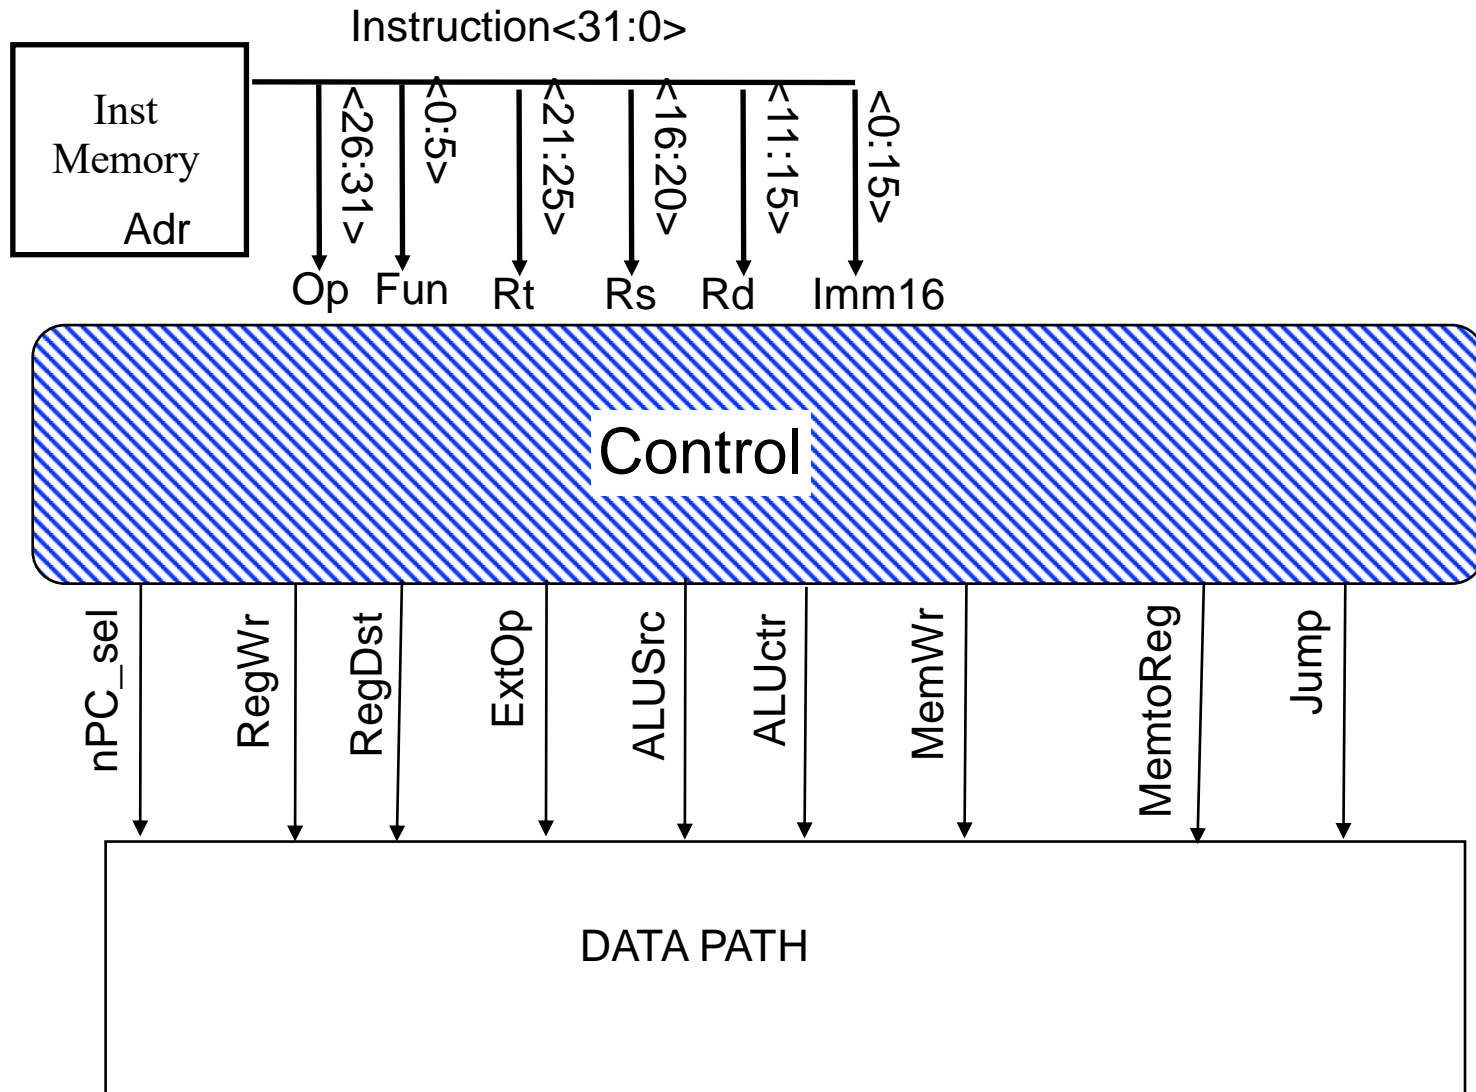 Instruction<31:0>
Inst
Memory
Adr
<26:31>
<0:5>
<21:25>
<16:20>
<11:15>
<0:15>
Op
Fun
Rt
Rs
Rd
Imm16
Control
nPC_sel
RegWr
RegDst
ExtOp
ALUSrc
ALUctr
MemWr
MemtoReg
Jump
DATA PATH